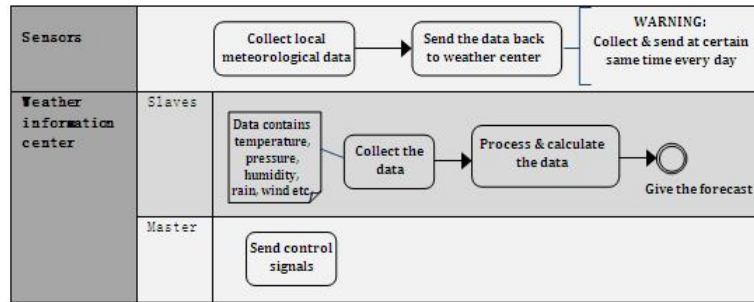 Sensors
Collect local
meteorological data
Send the data back
to weather center
WARNING:
Collect & send at certain
same time every day
Weather
information
center
Slaves
Data contains
temperature,
pressure,
humidity,
rain, wind etc.
Collect the
data
Process & calculate
the data
Give the forecast
Master
Send control
signals